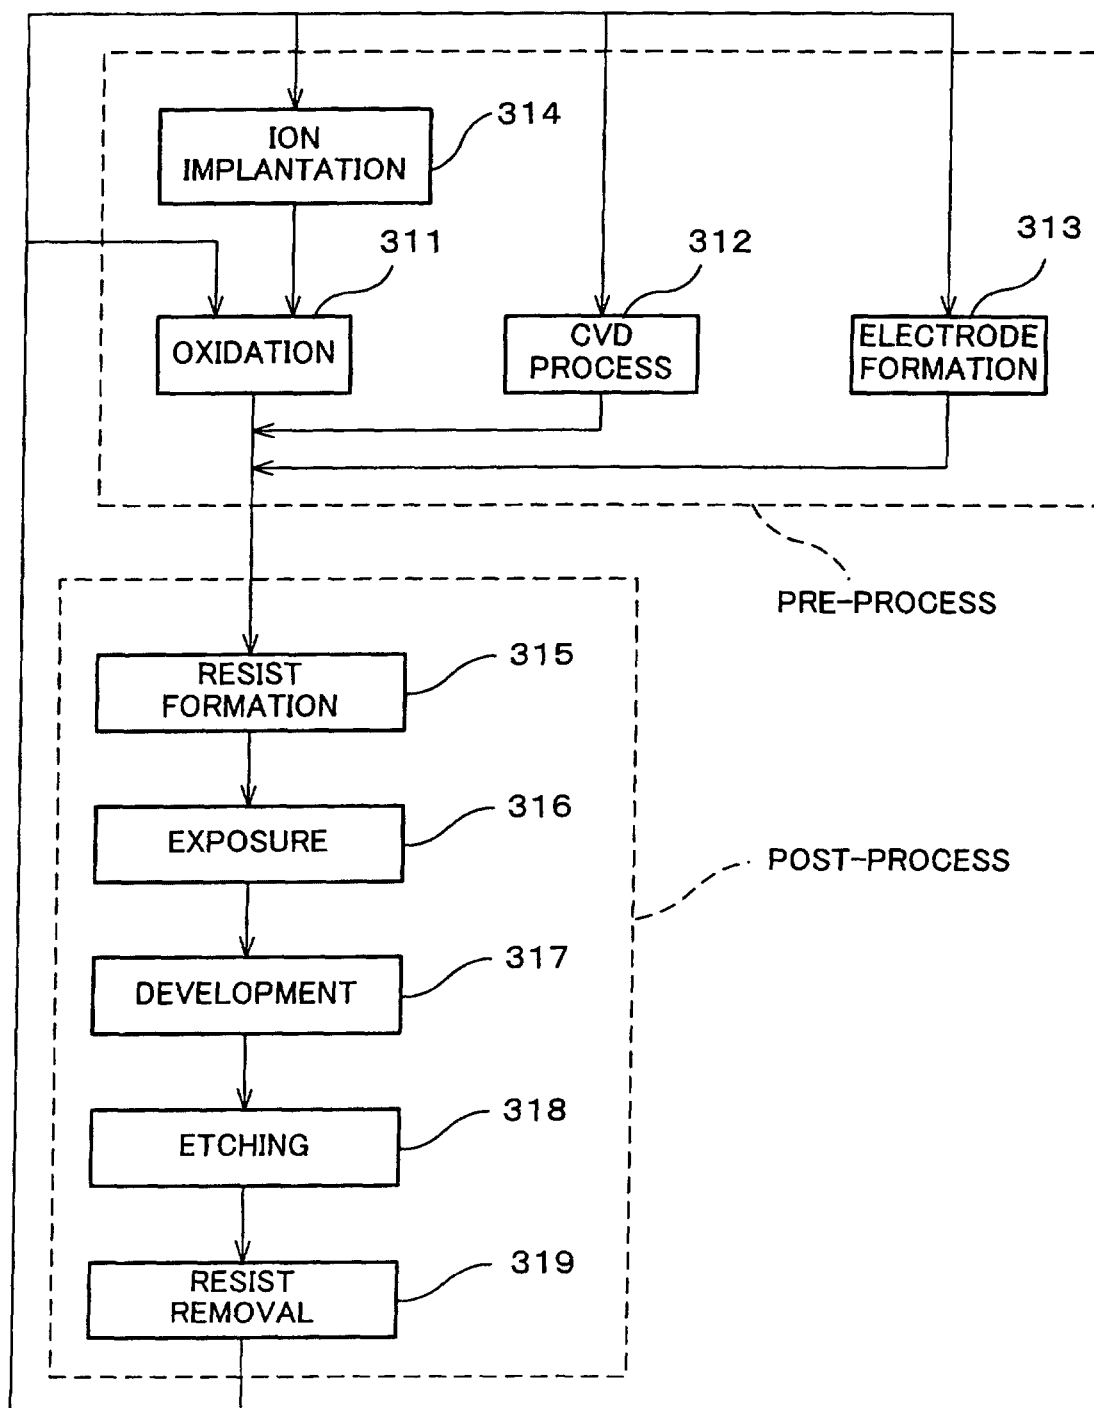 314
ION
IMPLANTATION
311
312
313
OXIDATION
CVD
PROCESS
ELECTRODE
FORMATION
PRE-PROCESS
315
RESIST
FORMATION
316
EXPOSURE
POST-PROCESS
317
DEVELOPMENT
318
ETCHING
319
RESIST
REMOVAL